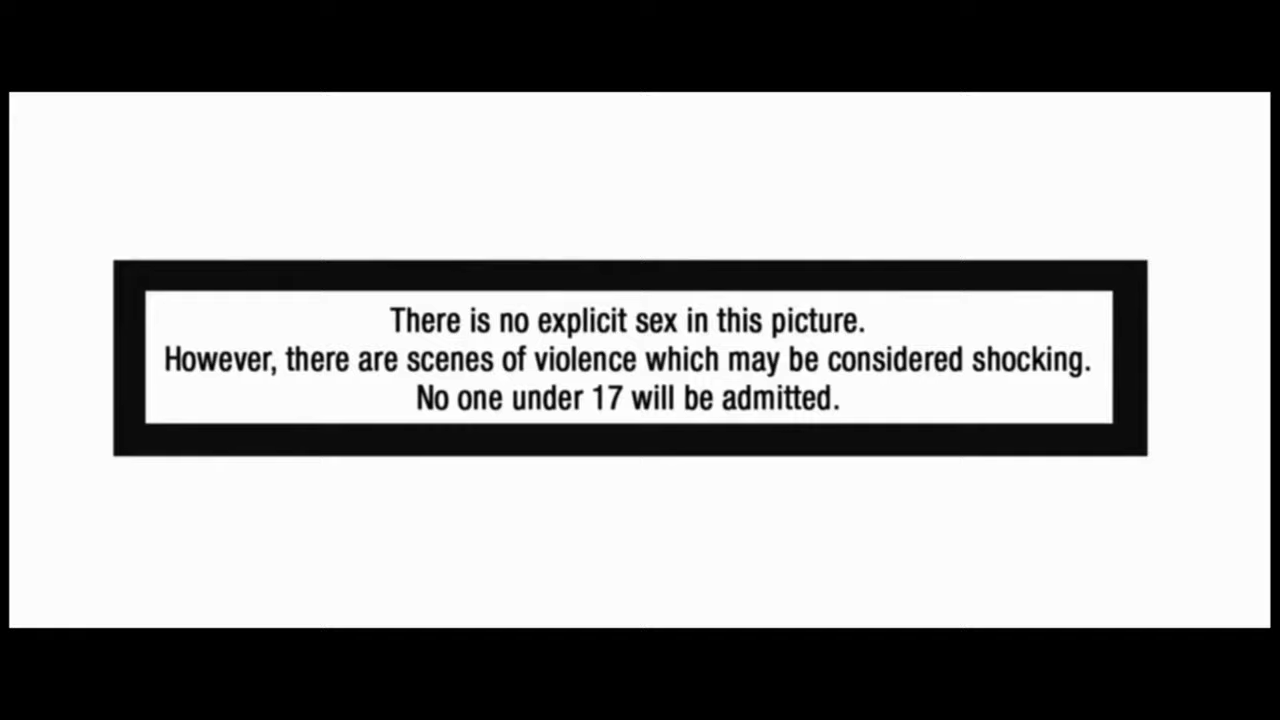 There is no explicit sex in this picture.
However, there are scenes of violence which may be considered shocking.
No one under 17 will be admitted.